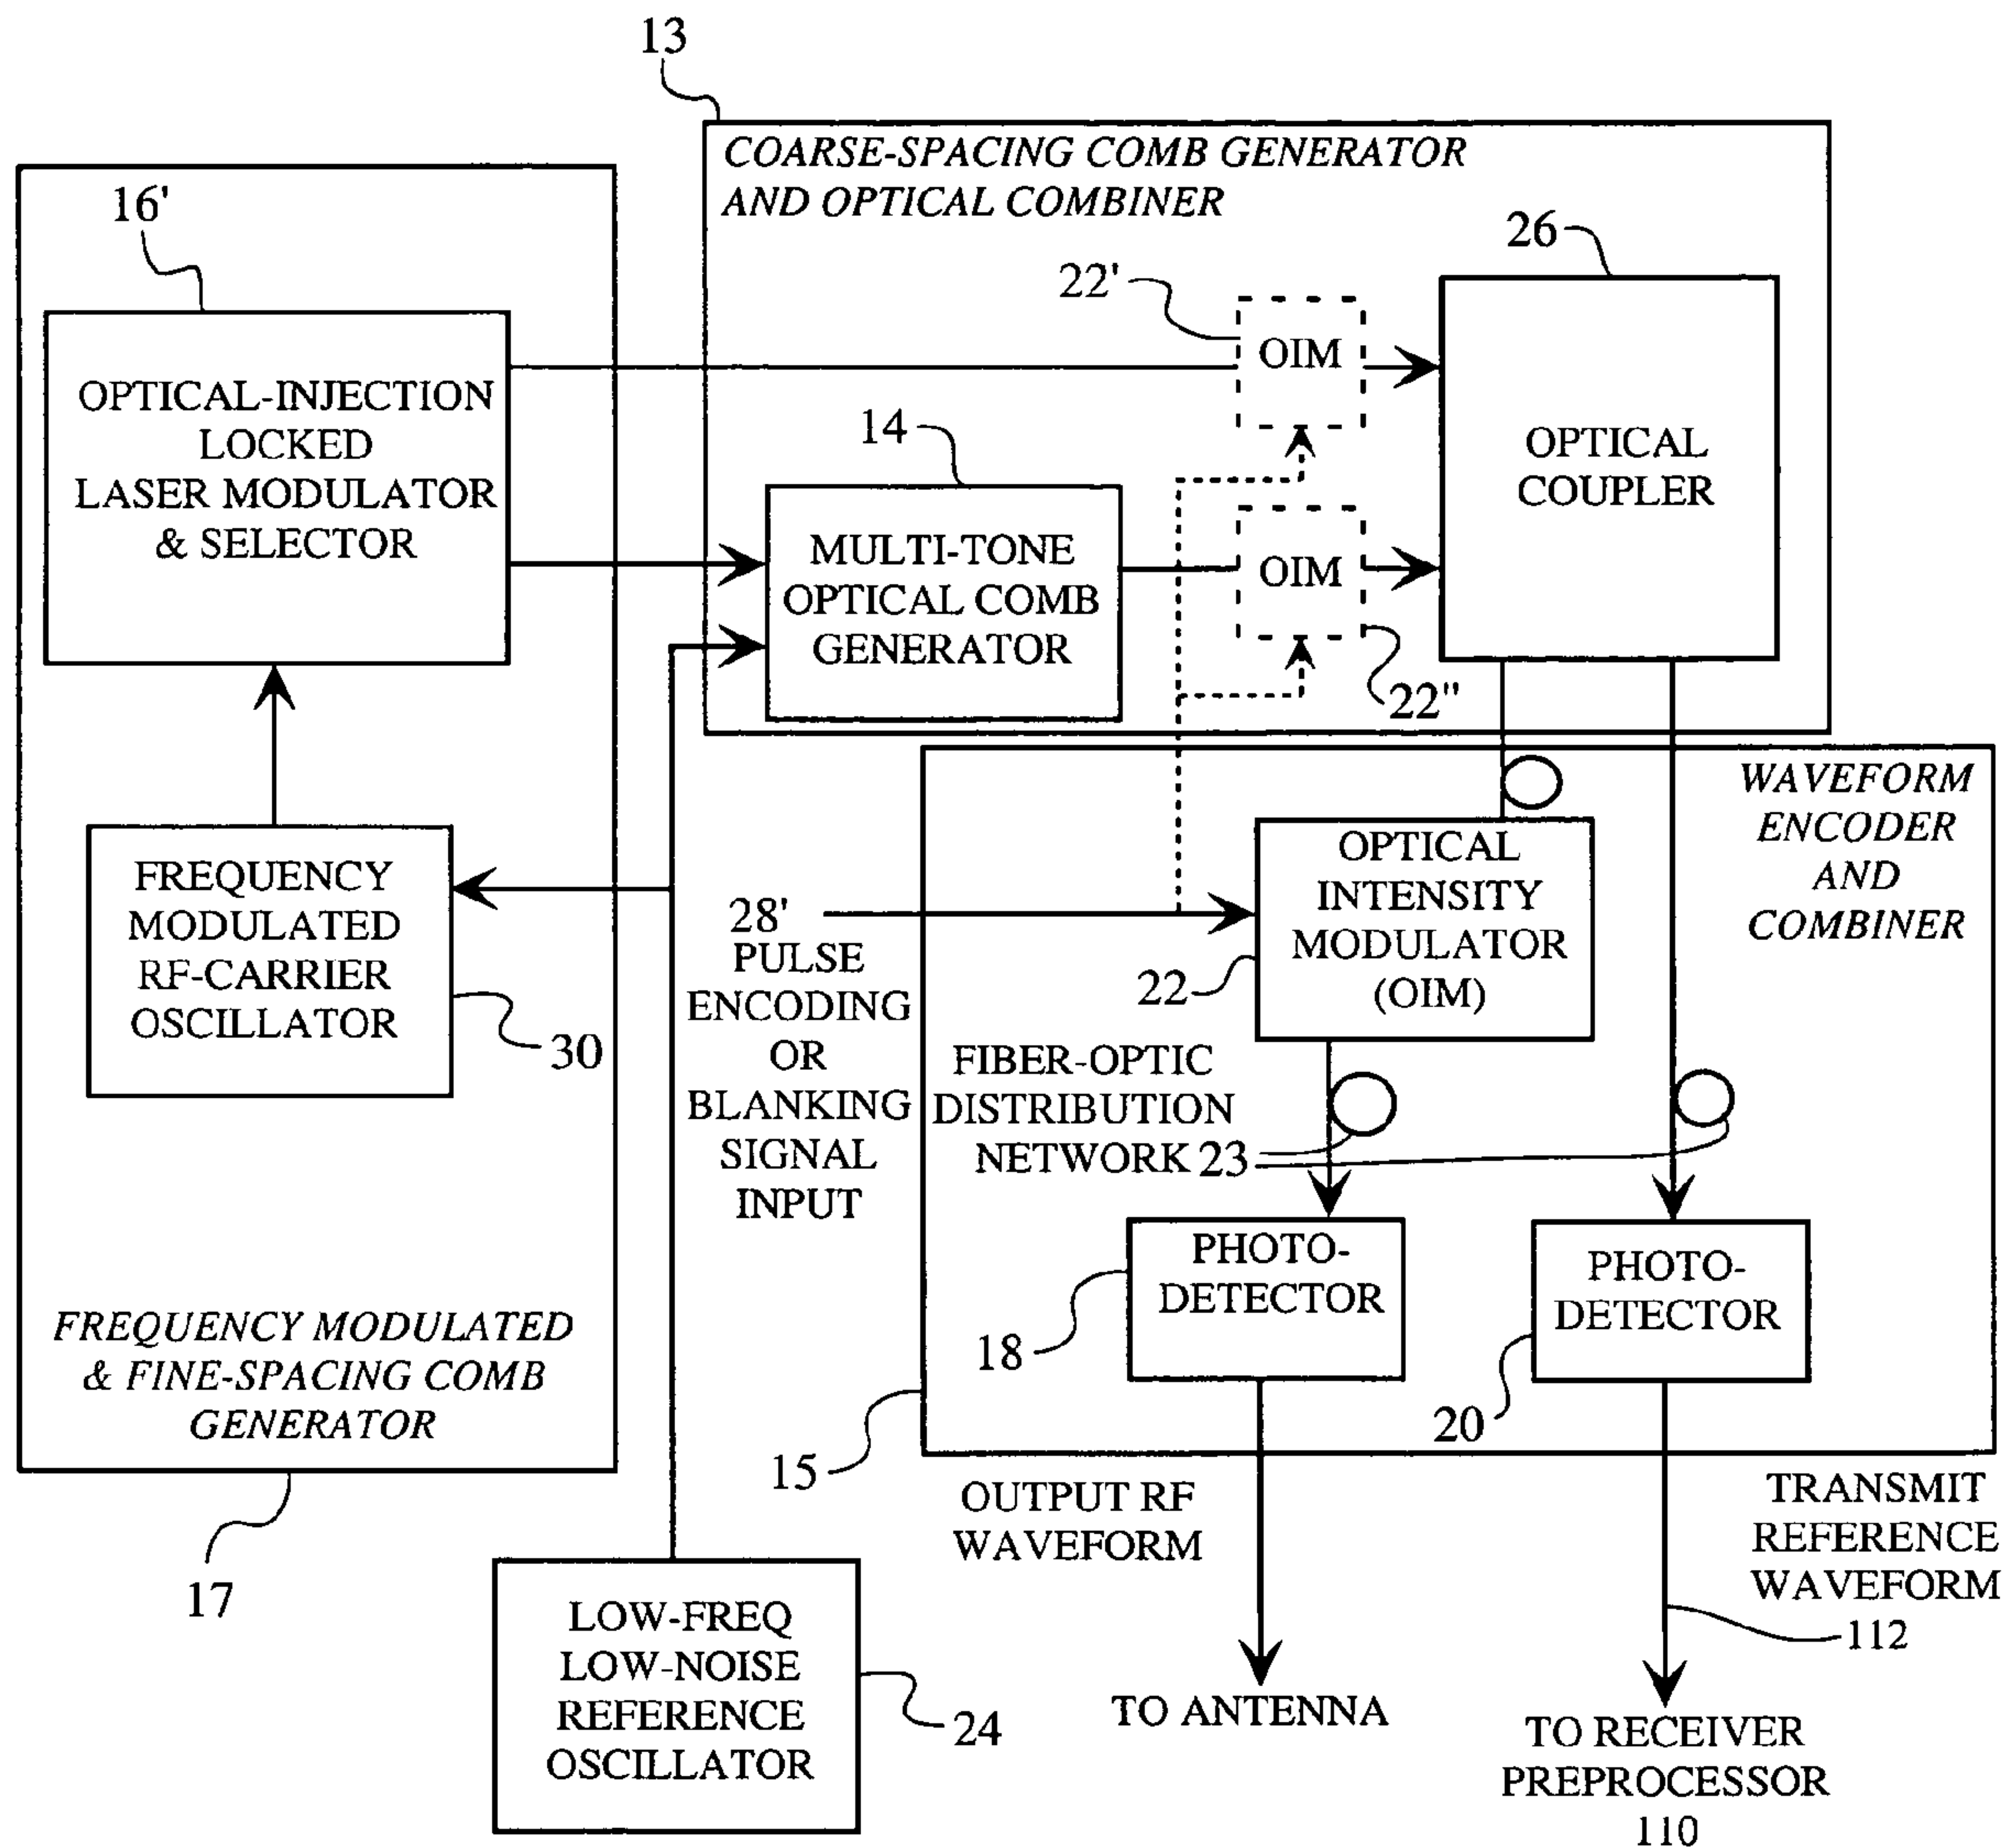 13
COARSE-SPACING COMB GENERATOR
AND OPTICAL COMBINER
16'
26
22'
OIM
OPTICAL-INJECTION
LOCKED
LASER MODULATOR
& SELECTOR
14
OPTICAL
COUPLER
MULTI-TONE
OPTICAL COMB
GENERATOR
OIM
22"
WAVEFORM
ENCODER
AND
COMBINER
OPTICAL
INTENSITY
MODULATOR
(OIM)
22
FREQUENCY
MODULATED
RF-CARRIER
OSCILLATOR
30
28'
PULSE
ENCODING
OR
BLANKING
SIGNAL
INPUT
FIBER-OPTIC
DISTRIBUTION
NETWORK 23
PHOTO-
DETECTOR
18
PHOTO-
DETECTOR
20
FREQUENCY MODULATED
& FINE-SPACING COMB
GENERATOR
17
15
OUTPUT RF
WAVEFORM
TRANSMIT
REFERENCE
WAVEFORM
112
LOW-FREQ
LOW-NOISE
REFERENCE
OSCILLATOR
24
TO ANTENNA
TO RECEIVER
PREPROCESSOR
110